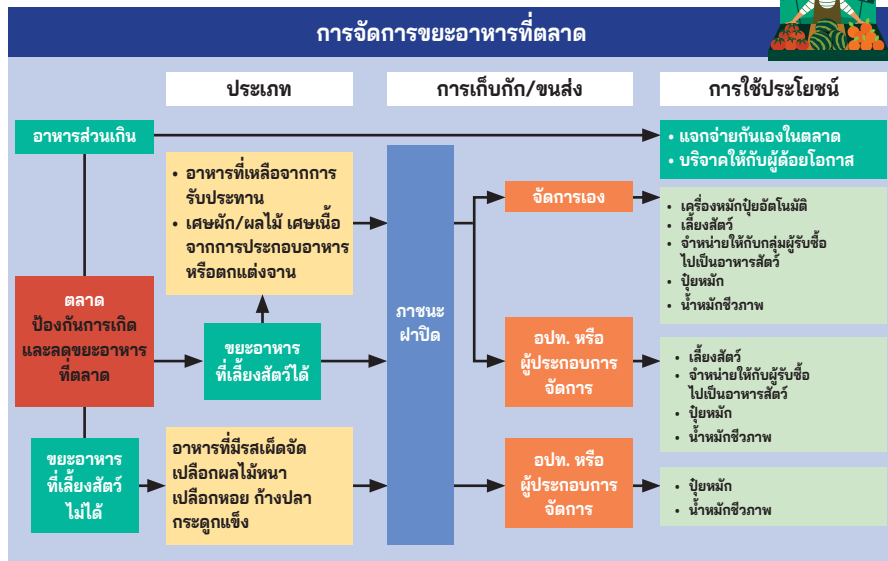 การจัดการขยะอาหารที่ตลาด
ประเภท
การเก็บกัก/ขนส่ง
การใช้ประโยชน์
อาหารส่วนเกิน
• แจกจ่ายกันเองในตลาด
• บริจาคให้กับผู้ด้อยโอกาส
• อาหารที่เหลือจากการ
รับประทาน
• เศษผัก/ผลไม้ เศษเนื้อ
จากการประกอบอาหาร
หรือตกแต่งจาน
จัดการเอง
• เครื่องหมักปุ๋ยอัตโนมัติ
• เลี้ยงสัตว์
• จำหน่ายให้กับกลุ่มผู้รับซื้อ
ไปเป็นอาหารสัตว์
• ปุ๋ยหมัก
• น้ำหมักชีวภาพ
ตลาด
ป้องกันการเกิด
และลดขยะอาหาร
ที่ตลาด
ขยะอาหาร
ที่เลี้ยงสัตว์ได้
ภาชนะ
ฝาปิด
อปท. หรือ
ผู้ประกอบการ
จัดการ
• เลี้ยงสัตว์
• จำหน่ายให้กับผู้รับซื้อ
ไปเป็นอาหารสัตว์
• ปุ๋ยหมัก
• น้ำหมักชีวภาพ
ขยะอาหาร
ที่เลี้ยงสัตว์
ไม่ได้
อาหารที่มีรสเผ็ดจัด
เปลือกผลไม้หนา
เปลือกหอย ก้างปลา
กระดูกแข็ง
อปท. หรือ
ผู้ประกอบการ
จัดการ
• ปุ๋ยหมัก
• น้ำหมักชีวภาพ